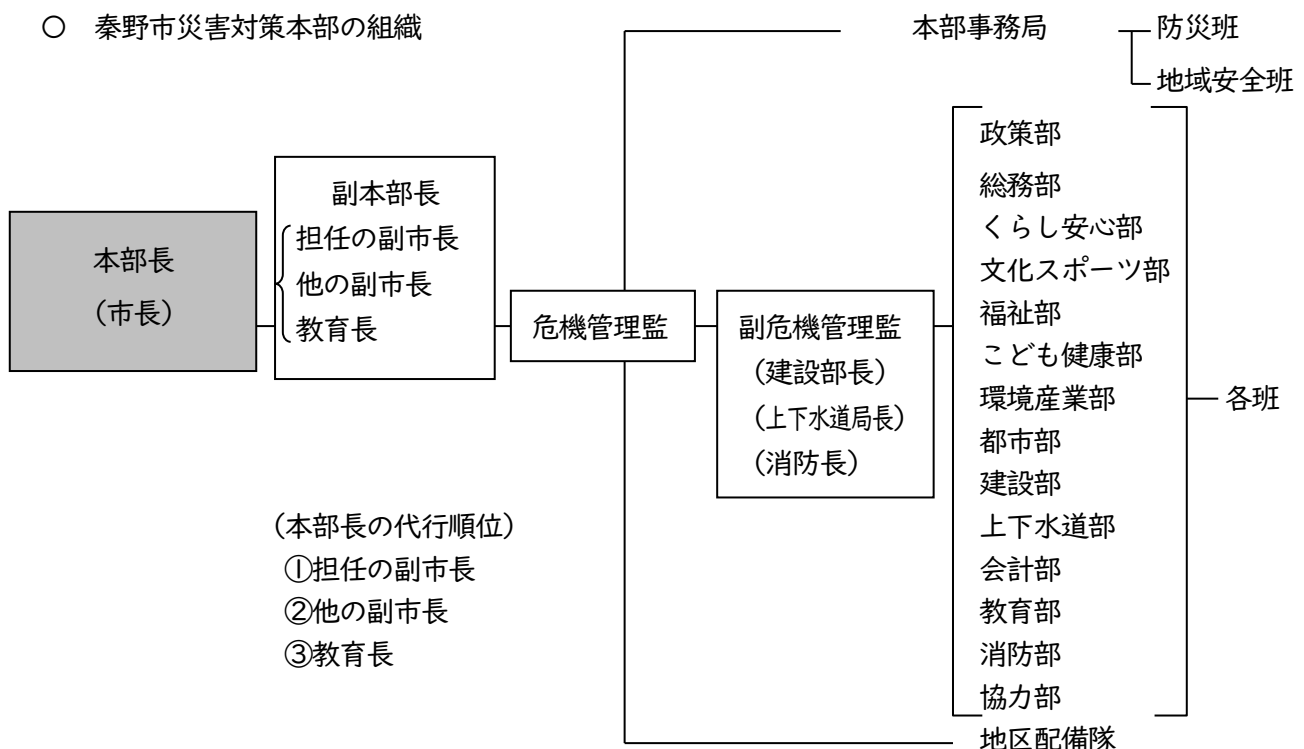 ○ 秦野市災害対策本部の組織
本部事務局
防災班
地域安全班
本部長
（市長）
副本部長
担任の副市長
他の副市長
教育長
危機管理監
副危機管理監
（建設部長）
（上下水道局長）
（消防長）
政策部
総務部
くらし安心部
文化スポーツ部
福祉部
こども健康部
環境産業部
都市部
建設部
上下水道部
会計部
教育部
消防部
協力部
各班
地区配備隊
（本部長の代行順位）
①担任の副市長
②他の副市長
③教育長